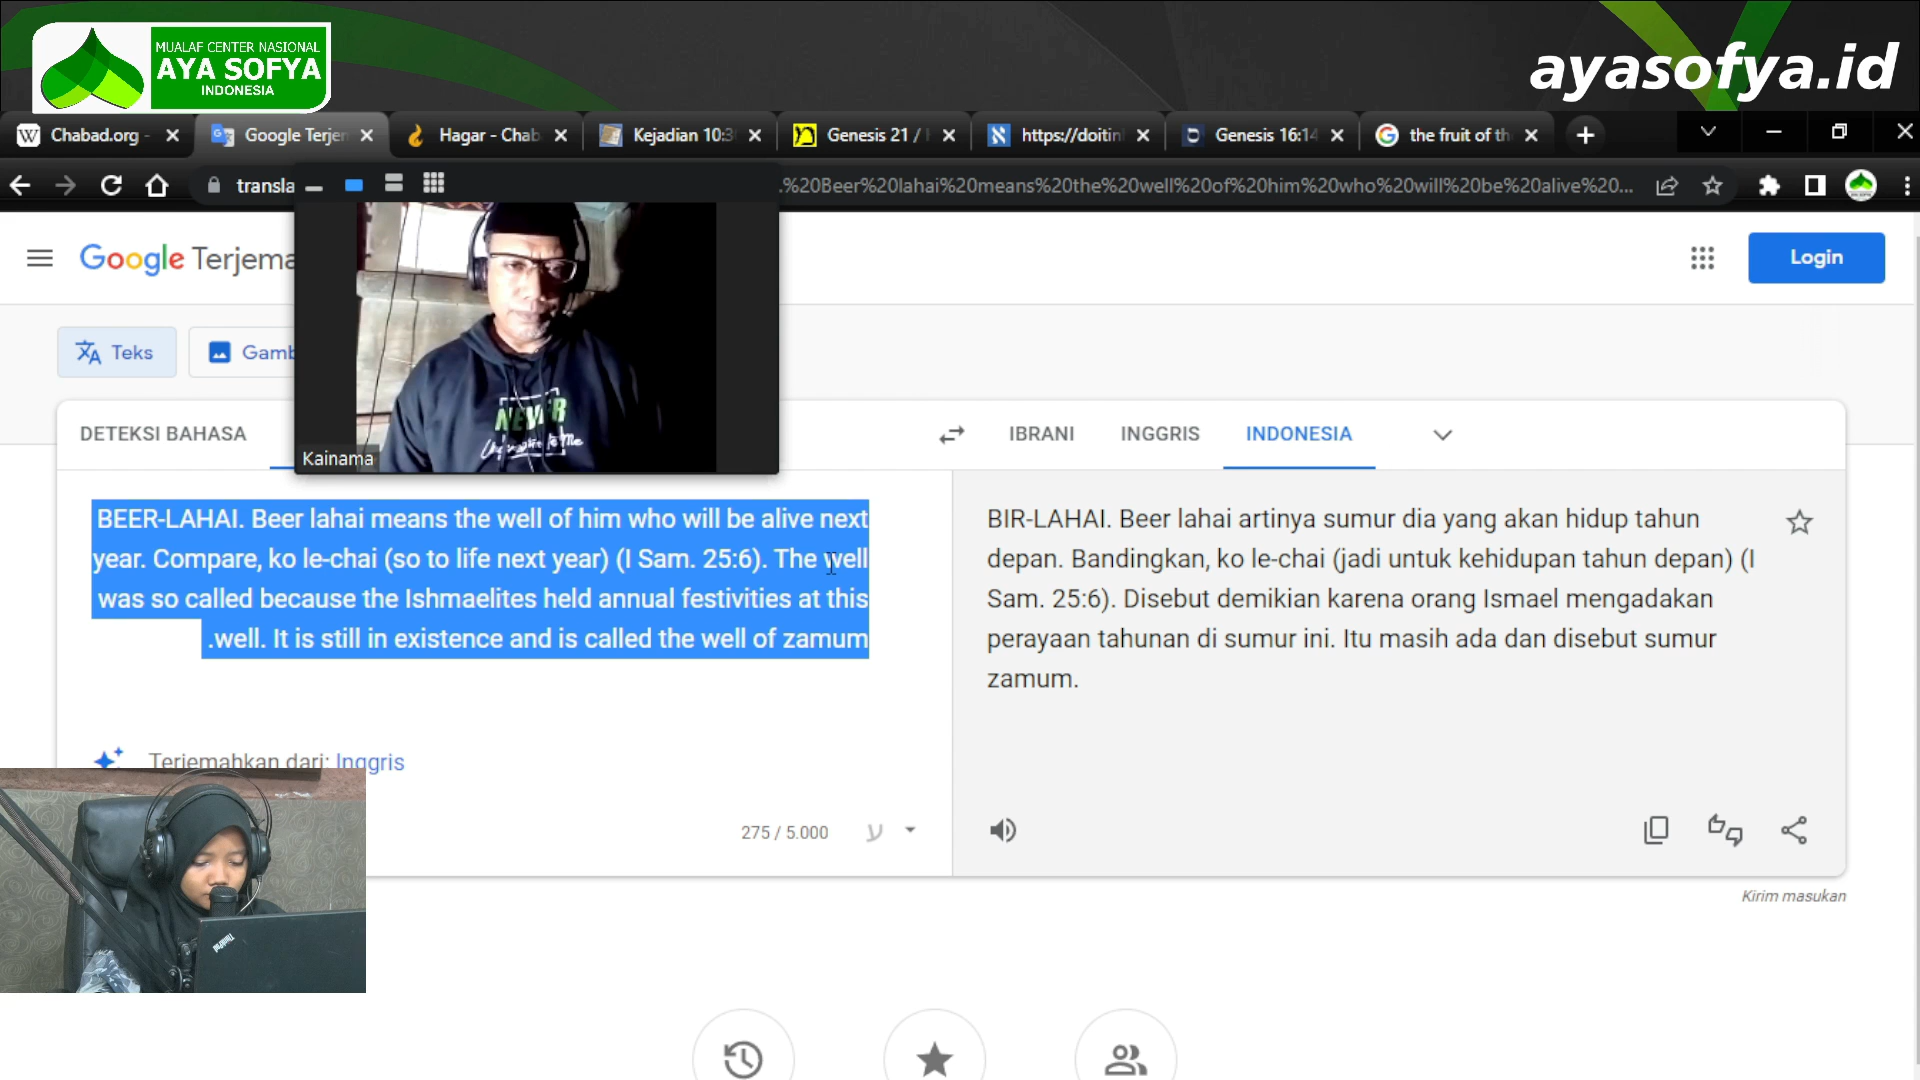 MUALAF CENTER NASIONAL
AYA SOFYA
INDONESIA
ayasofya.id
Chabad.org -
Google Terjem
Hagar - Chab
Kejadian 10:3
Genesis 21 /
https://doitin
Genesis 16:14
the fruit of th
transla
.%20Beer%20lahai%20means%20the%20well%20of%20him%20who%20will%20be%20alive%20...
Google Terjema
Login
Teks
Gamb
Kainama
DETEKSI BAHASA
IBRANI
INGGRIS
INDONESIA
BEER-LAHAI. Beer lahai means the well of him who will be alive next
year. Compare, ko le-chai (so to life next year) (I Sam. 25:6). The well
was so called because the Ishmaelites held annual festivities at this
.well. It is still in existence and is called the well of zamum
BIR-LAHAI. Beer lahai artinya sumur dia yang akan hidup tahun
depan. Bandingkan, ko le-chai (jadi untuk kehidupan tahun depan) (I
Sam. 25:6). Disebut demikian karena orang Ismael mengadakan
perayaan tahunan di sumur ini. Itu masih ada dan disebut sumur
zamum.
Terjemahkan dari: Inggris
275 / 5.000
ע
Kirim masukan
NEVER
ThinkPad